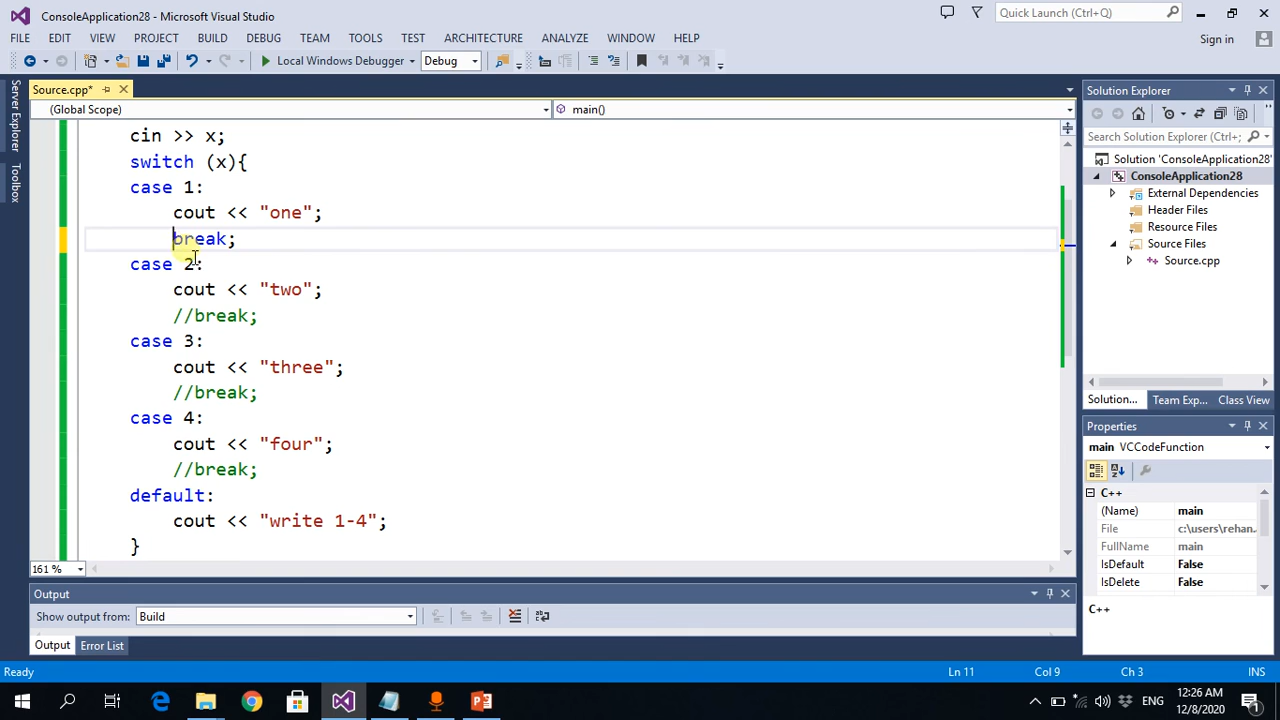 ConsoleApplication28 - Microsoft Visual Studio
Quick Launch (Ctrl+Q)
FILE EDIT VIEW PROJECT BUILD DEBUG TEAM TOOLS TEST ARCHITECTURE ANALYZE WINDOW HELP
Sign in
Local Windows Debugger Debug
Server Explorer
Toolbox
Source.cpp*
(Global Scope) main()
cin >> x;
switch (x){
case 1:
cout << "one";
break;
case 2:
cout << "two";
//break;
case 3:
cout << "three";
//break;
case 4:
cout << "four";
//break;
default:
cout << "write 1-4";
}
161 %
Solution Explorer
Search Solution Explorer (Ctrl+;
Solution 'ConsoleApplication28'
ConsoleApplication28
External Dependencies
Header Files
Resource Files
Source Files
Source.cpp
Solution... Team Exp... Class View
Properties
main VCCodeFunction
C++
(Name) main
File c:\users\rehan.
FullName main
IsDefault False
IsDelete False
C++
Output
Show output from: Build
Output Error List
Ready Ln 11 Col 9 Ch 3 INS
ENG
12:26 AM
12/8/2020
1